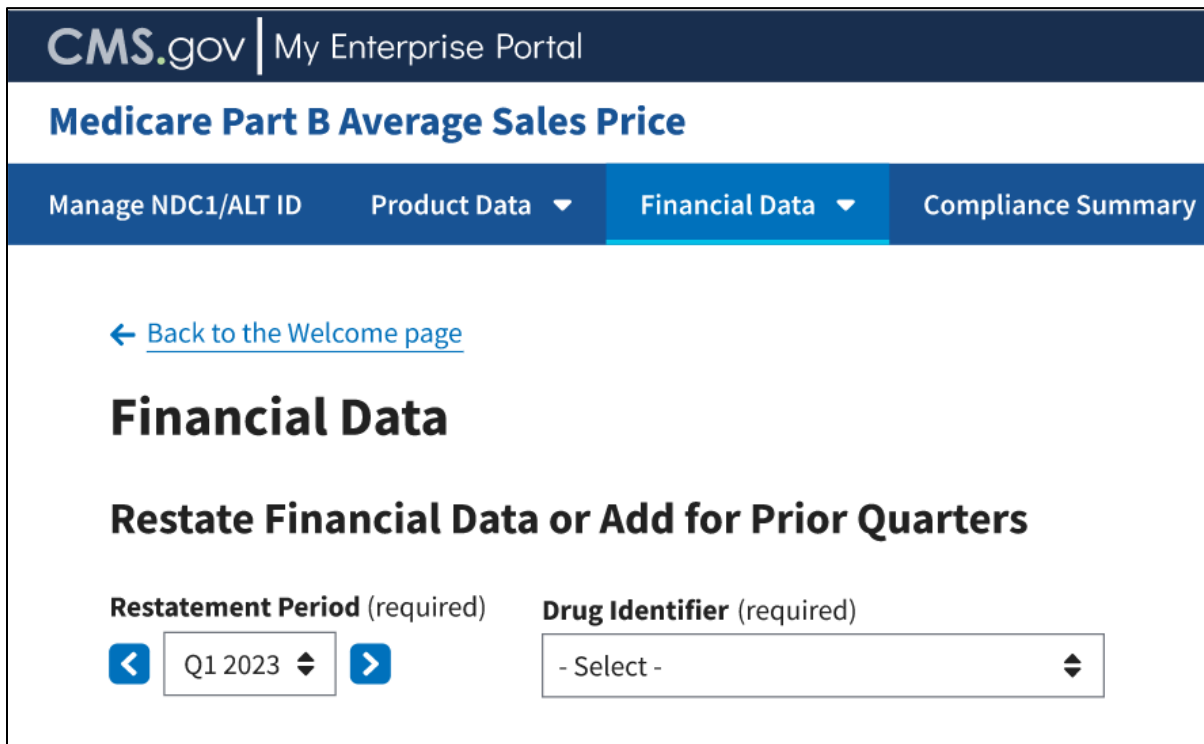 CMS.gov My Enterprise Portal
Medicare Part B Average Sales Price
Manage NDC1/ALT ID Product Data Financial Data Compliance Summary
Back to the Welcome page
Financial Data
Restate Financial Data or Add for Prior Quarters
Restatement Period (required) Drug Identifier (required)
Q1 2023 - Select -